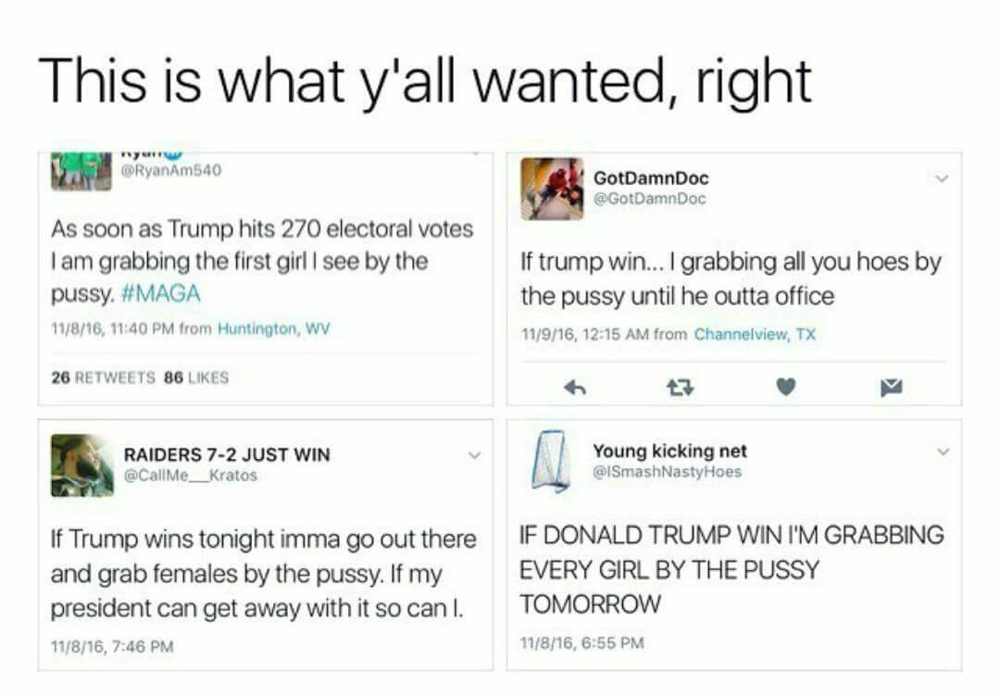 This is what y'all wanted, right
@RyanAm540
As soon as Trump hits 270 electoral votes
I am grabbing the first girl I see by the
pussy. #MAGA
11/8/16, 11:40 PM from Huntington, WV
26 RETWEETS 86 LIKES
GotDamnDoc
@GotDamnDoc
If trump win... I grabbing all you hoes by
the pussy until he outta office
11/9/16, 12:15 AM from Channelview, TX
RAIDERS 7-2 JUST WIN
@CallMe__Kratos
If Trump wins tonight imma go out there
and grab females by the pussy. If my
president can get away with it so can I.
11/8/16, 7:46 PM
Young kicking net
@ISmashNastyHoes
IF DONALD TRUMP WIN I'M GRABBING
EVERY GIRL BY THE PUSSY
TOMORROW
11/8/16, 6:55 PM